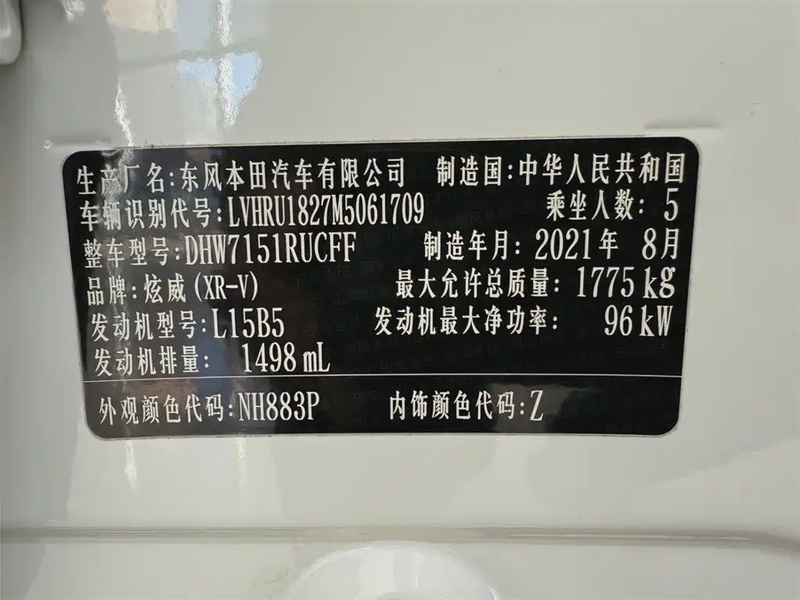 生产厂名:东风本田汽车有限公司 制造国:中华人民共和国
车辆识别代号:LVHRU1827M5061709 乘坐人数: 5
整车型号:DHW7151RUCFF 制造年月: 2021年 8月
品牌:炫威(XR-V) 最大允许总质量: 1775kg
发动机型号:L15B5 发动机最大净功率: 96kW
发动机排量: 1498mL
外观颜色代码:NH883P 内饰颜色代码:Z